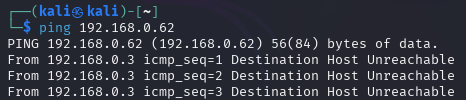 ┌──(kali㉿kali)-[~]
└─$ ping 192.168.0.62
PING 192.168.0.62 (192.168.0.62) 56(84) bytes of data.
From 192.168.0.3 icmp_seq=1 Destination Host Unreachable
From 192.168.0.3 icmp_seq=2 Destination Host Unreachable
From 192.168.0.3 icmp_seq=3 Destination Host Unreachable